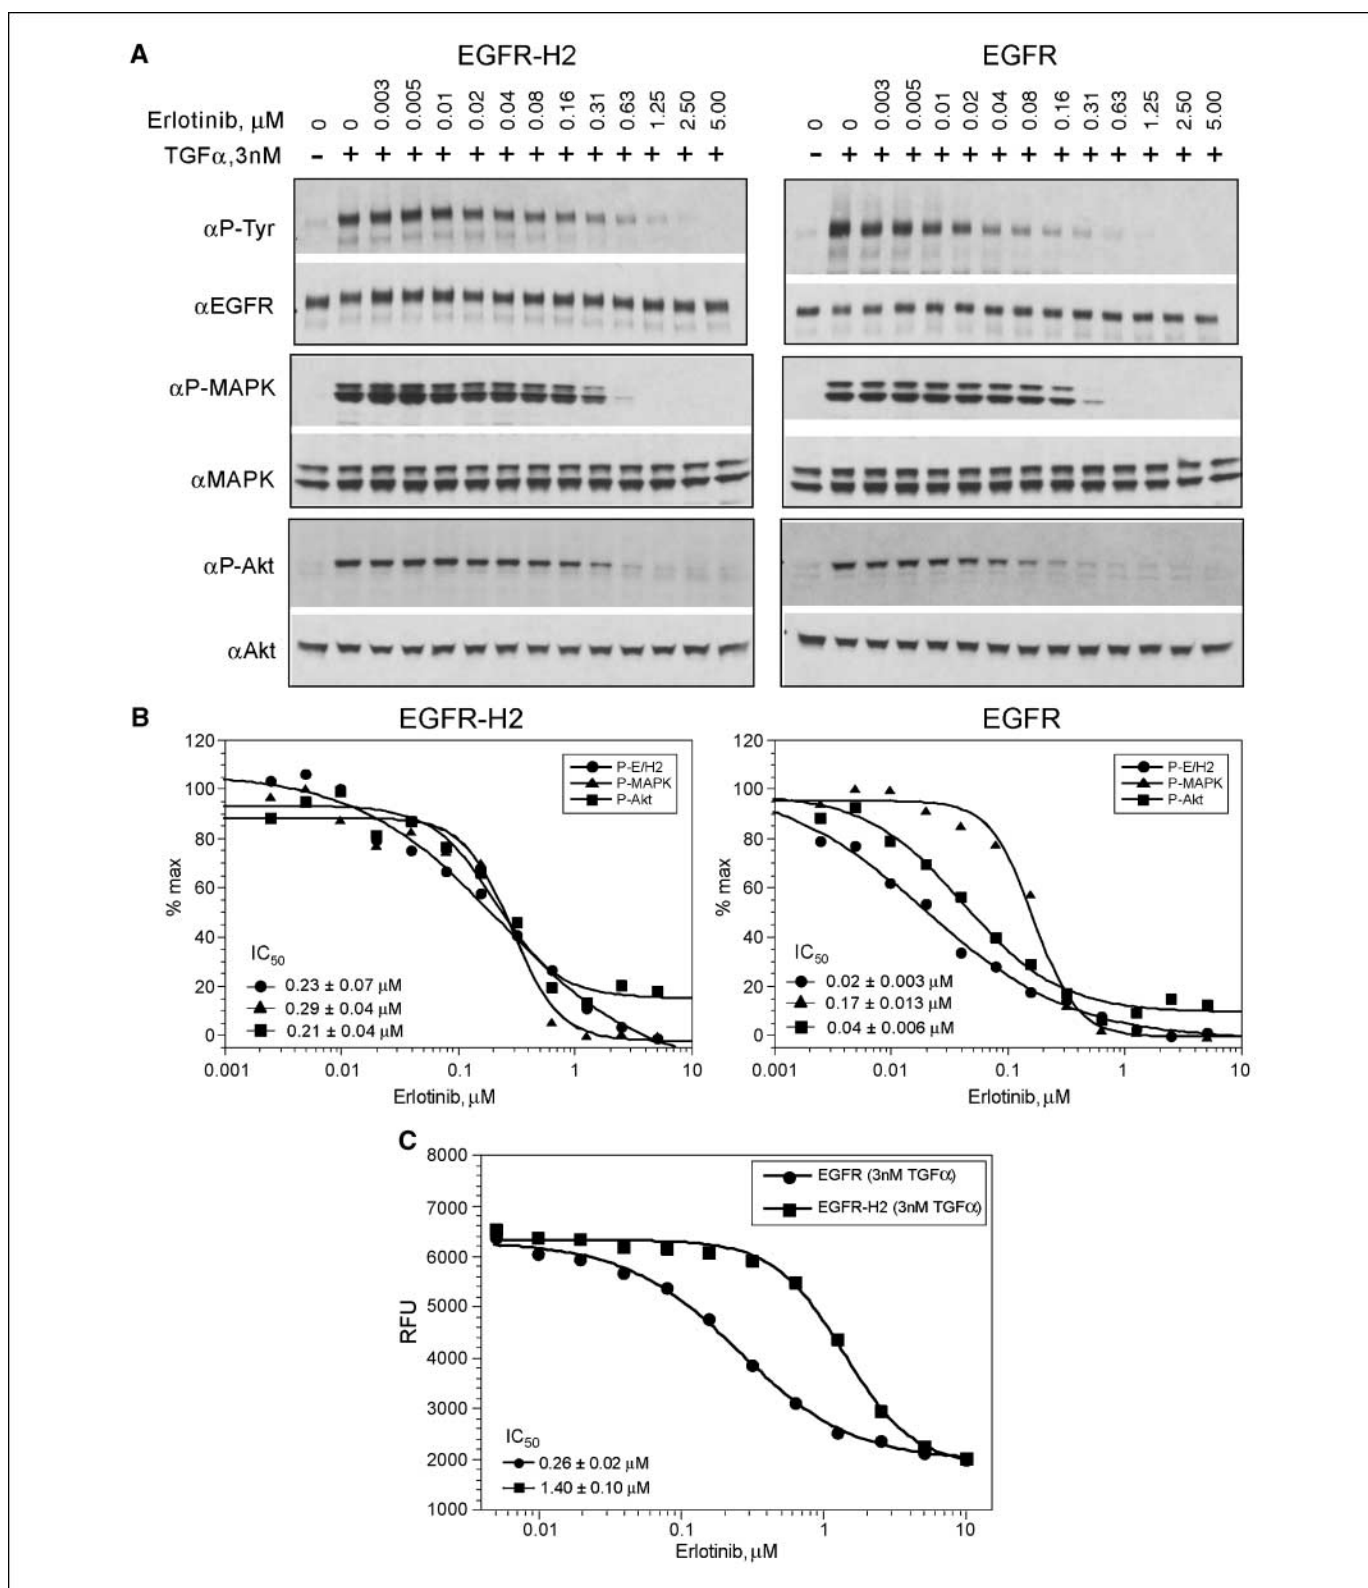 A
EGFR-H2
EGFR
Erlotinib, μM 0 0 0.003 0.005 0.01 0.02 0.04 0.08 0.16 0.31 0.63 1.25 2.50 5.00 0 0 0.003 0.005 0.01 0.02 0.04 0.08 0.16 0.31 0.63 1.25 2.50 5.00
TGFα,3nM − + + + + + + + + + + + + + − + + + + + + + + + + + + +
αP-Tyr
αEGFR
αP-MAPK
αMAPK
αP-Akt
αAkt
B
EGFR-H2
120
100
80
60
40
20
0
% max
P-E/H2
P-MAPK
P-Akt
IC50
0.23 ± 0.07 μM
0.29 ± 0.04 μM
0.21 ± 0.04 μM
0.001 0.01 0.1 1 10
Erlotinib, μM
EGFR
120
100
80
60
40
20
0
% max
P-E/H2
P-MAPK
P-Akt
IC50
0.02 ± 0.003 μM
0.17 ± 0.013 μM
0.04 ± 0.006 μM
0.001 0.01 0.1 1 10
Erlotinib, μM
C
8000
7000
6000
5000
4000
3000
2000
1000
RFU
EGFR (3nM TGFα)
EGFR-H2 (3nM TGFα)
IC50
0.26 ± 0.02 μM
1.40 ± 0.10 μM
0.01 0.1 1 10
Erlotinib, μM